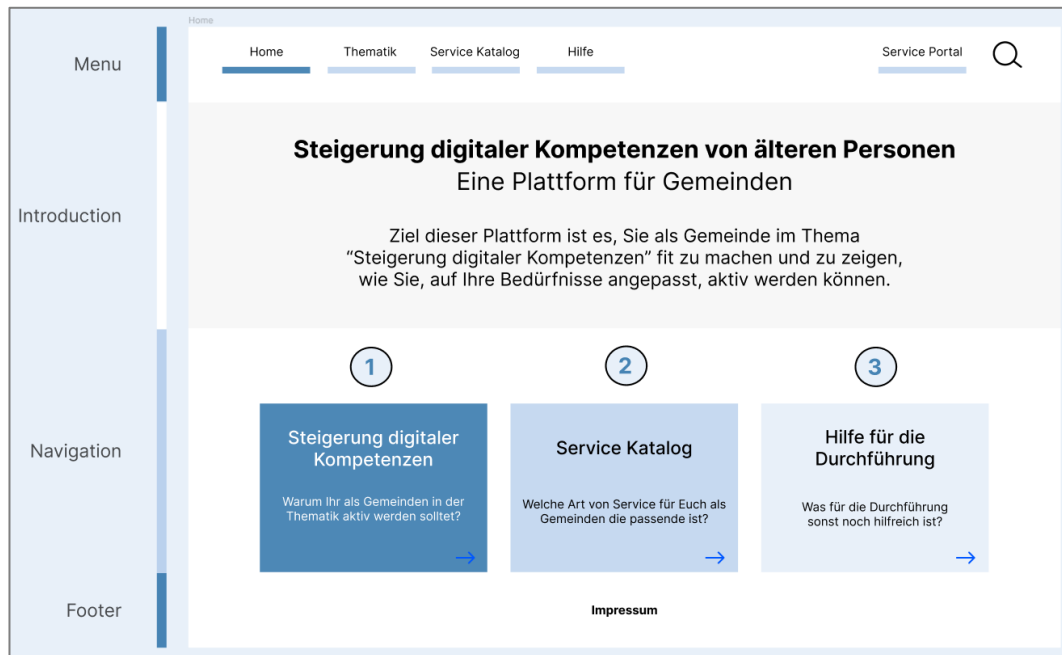 Home
Menu
Home Thematik Service Katalog Hilfe Service Portal
Introduction
Steigerung digitaler Kompetenzen von älteren Personen
Eine Plattform für Gemeinden
Ziel dieser Plattform ist es, Sie als Gemeinde im Thema
“Steigerung digitaler Kompetenzen” fit zu machen und zu zeigen,
wie Sie, auf Ihre Bedürfnisse angepasst, aktiv werden können.
Navigation
1
Steigerung digitaler
Kompetenzen
Warum Ihr als Gemeinden in der
Thematik aktiv werden solltet?
2
Service Katalog
Welche Art von Service für Euch als
Gemeinden die passende ist?
3
Hilfe für die
Durchführung
Was für die Durchführung
sonst noch hilfreich ist?
Footer
Impressum